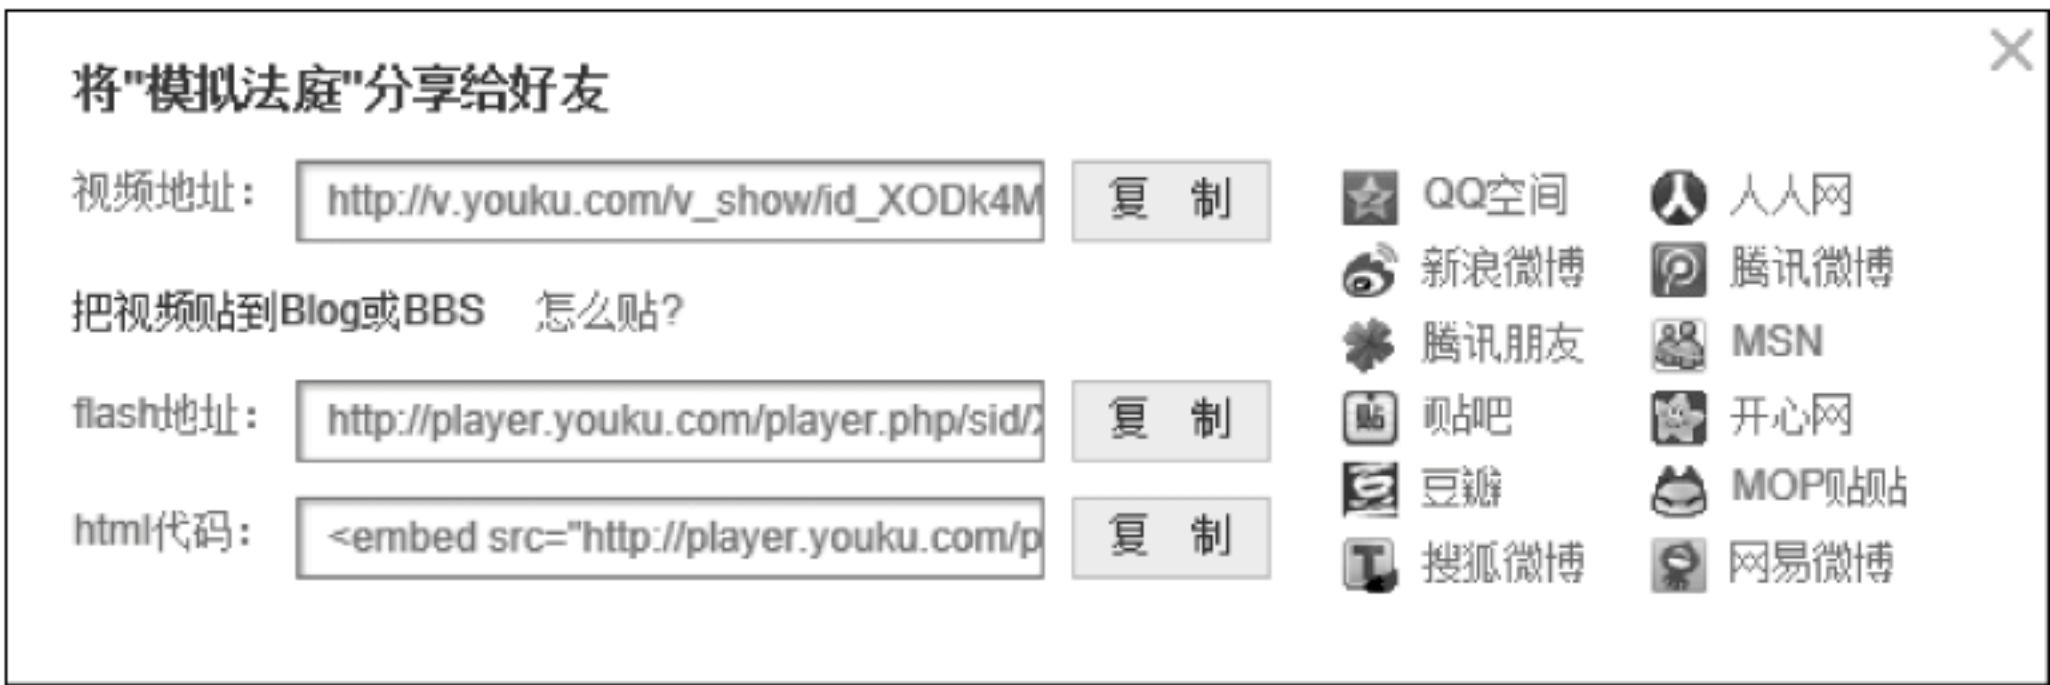 将"模拟法庭"分享给好友
视频地址： http://v.youku.com/v_show/id_XODk4M 复 制
把视频贴到Blog或BBS 怎么贴?
flash地址： http://player.youku.com/player.php/sid/X 复 制
html代码： <embed src="http://player.youku.com/p 复 制
QQ空间 人人网
新浪微博 腾讯微博
腾讯朋友 MSN
贴 贴吧 开心网
豆 豆瓣 MOP贴贴
T 搜狐微博 网易微博